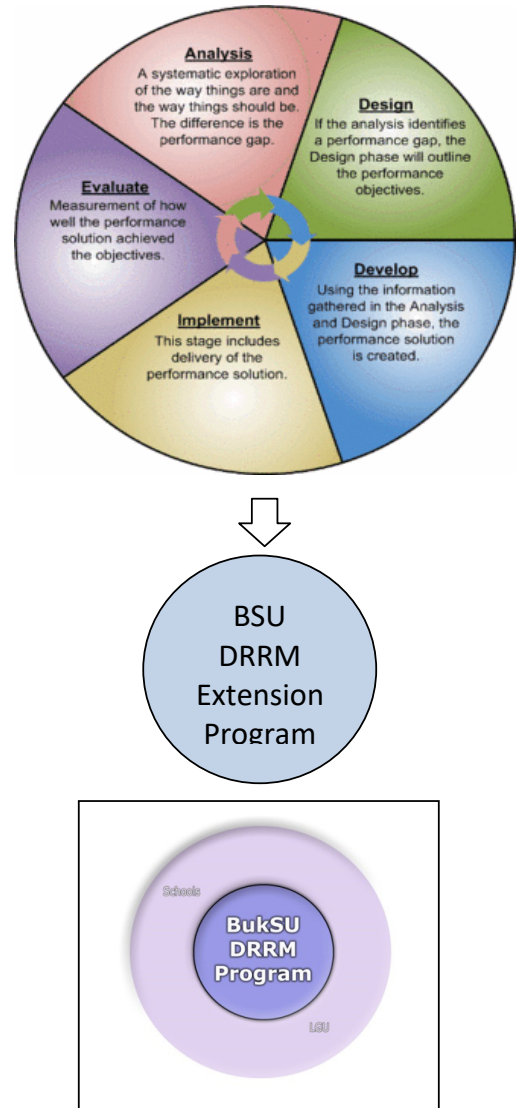 Analysis
A systematic exploration
of the way things are and
the way things should be.
The difference is the
performance gap.
Design
If the analysis identifies
a performance gap, the
Design phase will outline
the performance
objectives.
Develop
Using the information
gathered in the Analysis
and Design phase, the
performance solution
is created.
Implement
This stage includes
delivery of the
performance solution.
Evaluate
Measurement of how
well the performance
solution achieved
the objectives.
BSU
DRRM
Extension
Program
Schools
BukSU
DRRM
Program
LGU